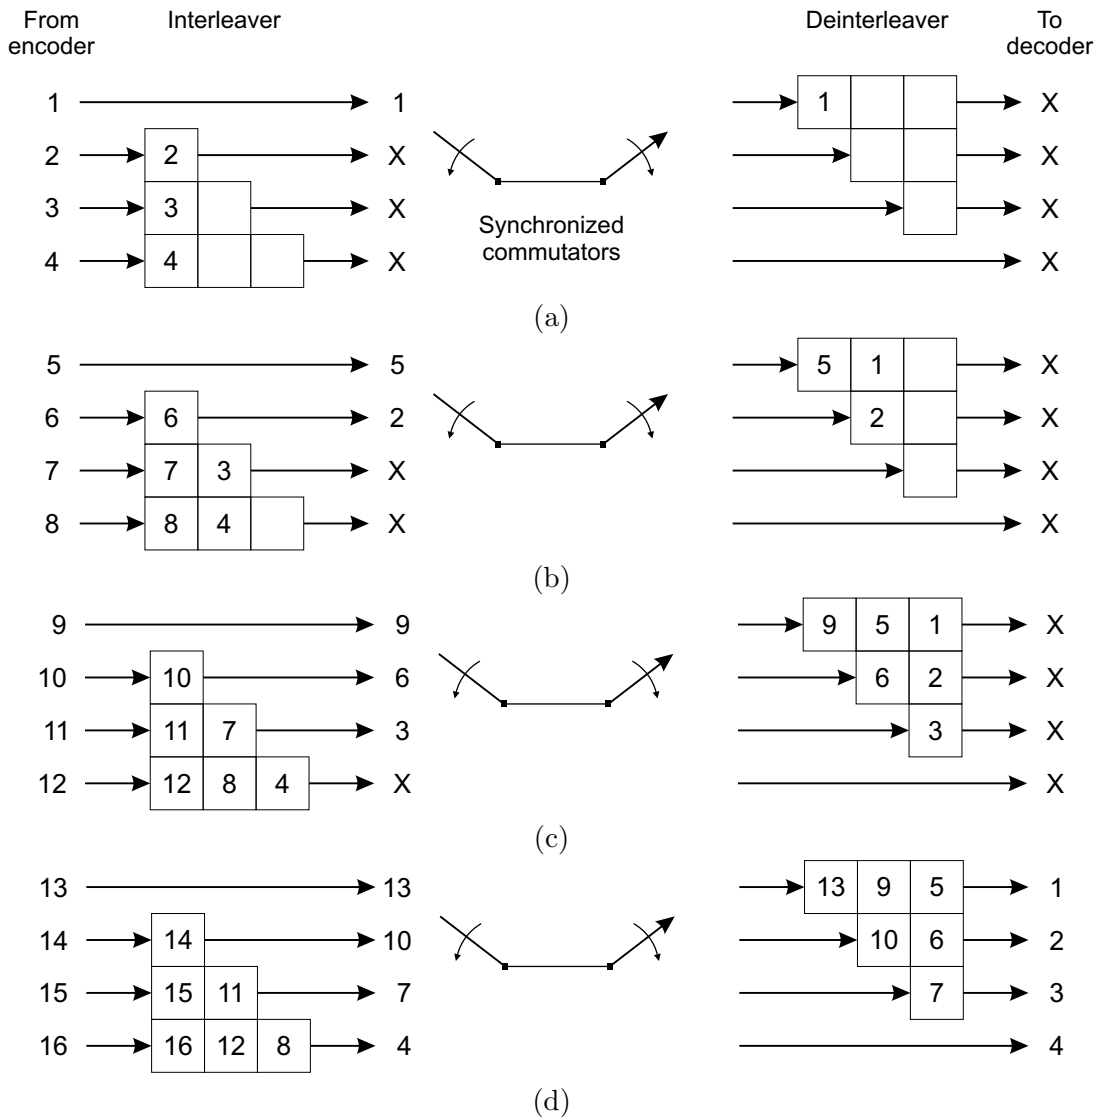 From Interleaver Deinterleaver To
encoder decoder
1 1 1 X
2 2 X X
3 3 X X
Synchronized
commutators
4 4 X X
(a)
5 5 5 1 X
6 6 2 2 X
7 7 3 X X
8 8 4 X X
(b)
9 9 9 5 1 X
10 10 6 6 2 X
11 11 7 3 3 X
12 12 8 4 X X
(c)
13 13 13 9 5 1
14 14 10 10 6 2
15 15 11 7 7 3
16 16 12 8 4 4
(d)